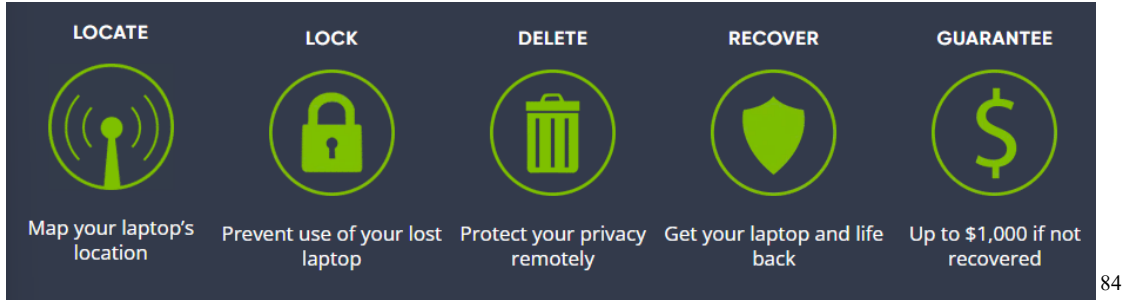 LOCATE
Map your laptop's
location
LOCK
Prevent use of your lost
laptop
DELETE
Protect your privacy
remotely
RECOVER
Get your laptop and life
back
GUARANTEE
$
Up to $1,000 if not
recovered
84